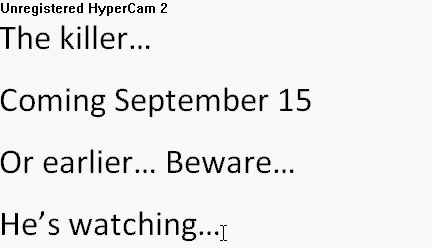 Unregistered HyperCam 2
The killer…
Coming September 15
Or earlier… Beware…
He’s watching…